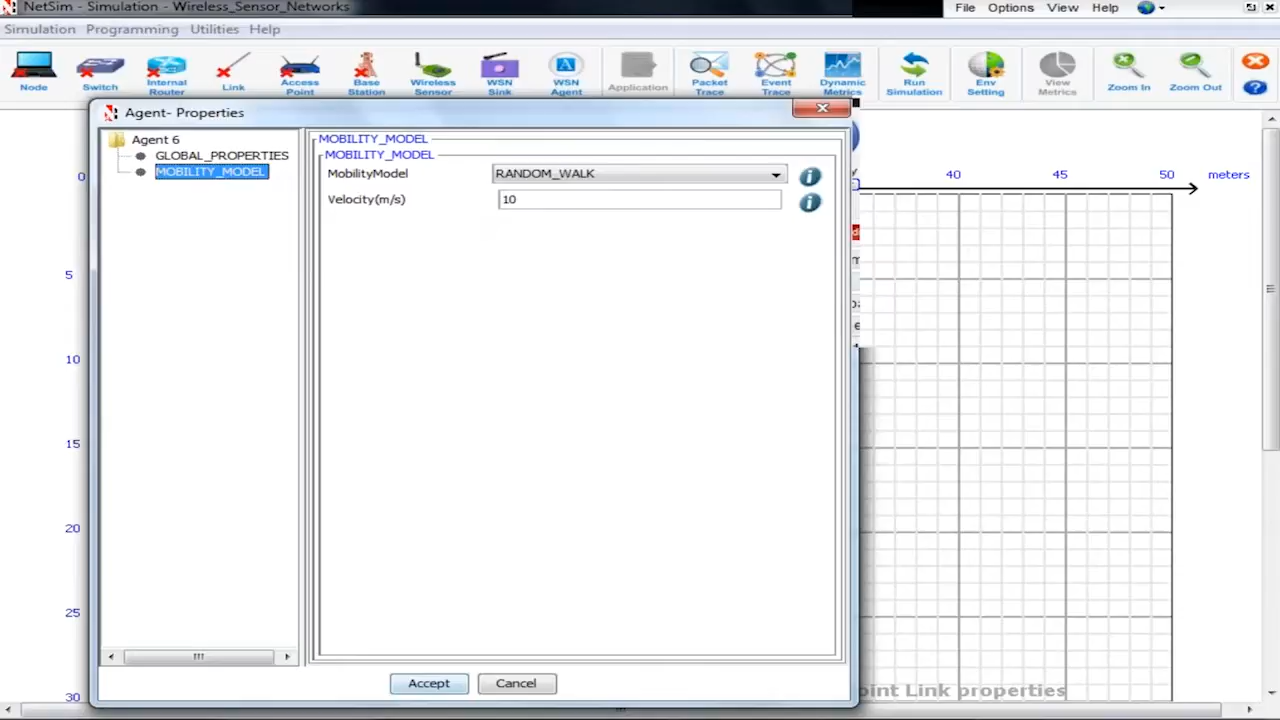 NetSim - Simulation - Wireless_Sensor_Networks
File Options View Help
Simulation Programming Utilities Help
Node
Switch
Internal Router
Link
Access Point
Base Station
Wireless Sensor
WSN Sink
WSN Agent
Application
Packet Trace
Event Trace
Dynamic Metrics
Run Simulation
Env Setting
View Metrics
Zoom In
Zoom Out
Agent- Properties
Agent 6
GLOBAL_PROPERTIES
MOBILITY_MODEL
MOBILITY_MODEL
MOBILITY_MODEL
MobilityModel RANDOM_WALK
Velocity(m/s) 10
Accept Cancel
40 45 50 meters
0
5
10
15
20
25
30
oint Link properties